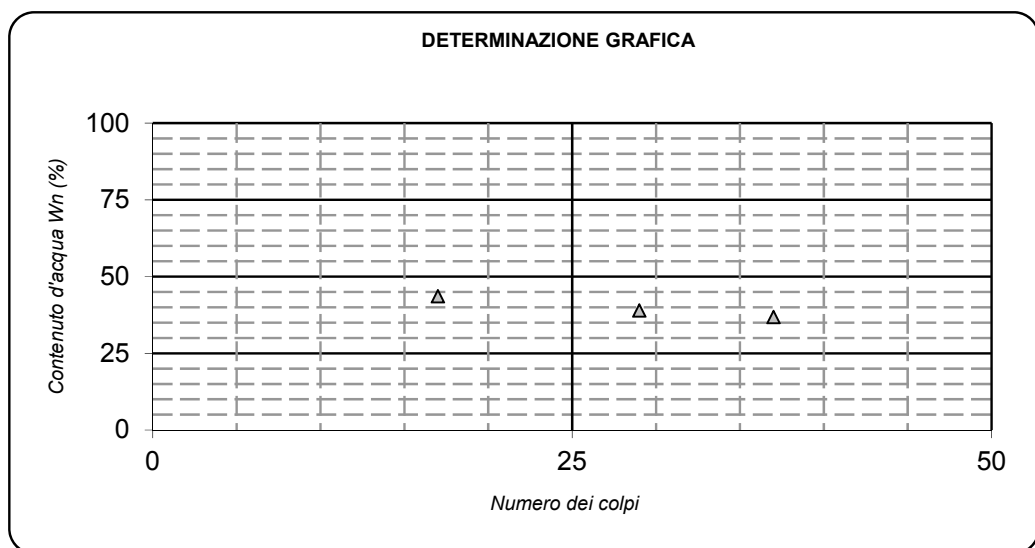 DETERMINAZIONE GRAFICA
100
75
50
25
0
Contenuto d'acqua Wn (%)
0 25 50
Numero dei colpi